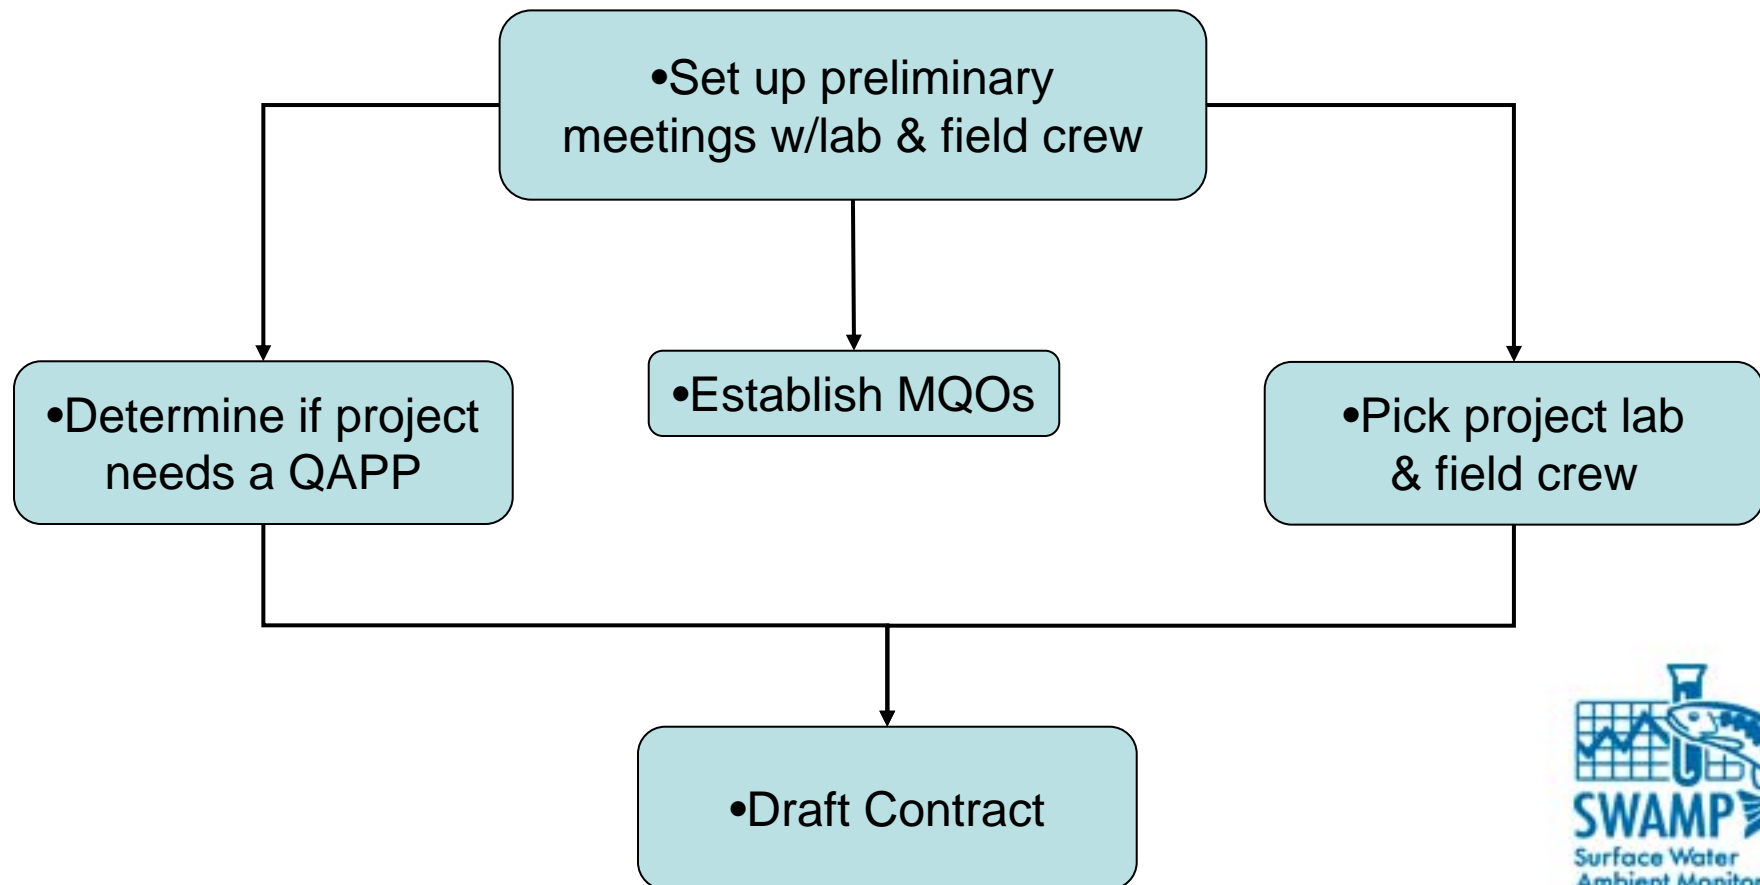 •Set up preliminary
meetings w/lab & field crew
•Determine if project
needs a QAPP
•Establish MQOs
•Pick project lab
& field crew
•Draft Contract
SWAMP
Surface Water
Ambient